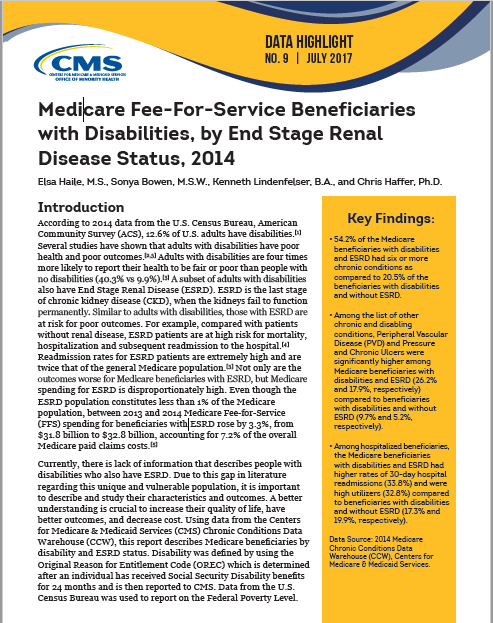 DATA HIGHLIGHT
NO. 9 | JULY 2017
CMS
CENTERS FOR MEDICARE & MEDICAID SERVICES
OFFICE OF MINORITY HEALTH
Medicare Fee-For-Service Beneficiaries
with Disabilities, by End Stage Renal
Disease Status, 2014
Elsa Haile, M.S., Sonya Bowen, M.S.W., Kenneth Lindenfelser, B.A., and Chris Haffer, Ph.D.
Introduction
According to 2014 data from the U.S. Census Bureau, American
Community Survey (ACS), 12.6% of U.S. adults have disabilities.[1]
Several studies have shown that adults with disabilities have poor
health and poor outcomes.[2,3] Adults with disabilities are four times
more likely to report their health to be fair or poor than people with
no disabilities (40.3% vs 9.9%).[3] A subset of adults with disabilities
also have End Stage Renal Disease (ESRD). ESRD is the last stage
of chronic kidney disease (CKD), when the kidneys fail to function
permanently. Similar to adults with disabilities, those with ESRD are
at risk for poor outcomes. For example, compared with patients
without renal disease, ESRD patients are at high risk for mortality,
hospitalization and subsequent readmission to the hospital.[4]
Readmission rates for ESRD patients are extremely high and are
twice that of the general Medicare population.[5] Not only are the
outcomes worse for Medicare beneficiaries with ESRD, but Medicare
spending for ESRD is disproportionately high. Even though the
ESRD population constitutes less than 1% of the Medicare
population, between 2013 and 2014 Medicare Fee-for-Service
(FFS) spending for beneficiaries with ESRD rose by 3.3%, from
$31.8 billion to $32.8 billion, accounting for 7.2% of the overall
Medicare paid claims costs.[5]
Currently, there is lack of information that describes people with
disabilities who also have ESRD. Due to this gap in literature
regarding this unique and vulnerable population, it is important
to describe and study their characteristics and outcomes. A better
understanding is crucial to increase their quality of life, have
better outcomes, and decrease cost. Using data from the Centers
for Medicare & Medicaid Services (CMS) Chronic Conditions Data
Warehouse (CCW), this report describes Medicare beneficiaries by
disability and ESRD status. Disability was defined by using the
Original Reason for Entitlement Code (OREC) which is determined
after an individual has received Social Security Disability benefits
for 24 months and is then reported to CMS. Data from the U.S.
Census Bureau was used to report on the Federal Poverty Level.
Key Findings:
• 54.2% of the Medicare
beneficiaries with disabilities
and ESRD had six or more
chronic conditions as
compared to 20.5% of the
beneficiaries with disabilities
and without ESRD.
• Among the list of other
chronic and disabling
conditions, Peripheral Vascular
Disease (PVD) and Pressure
and Chronic Ulcers were
significantly higher among
Medicare beneficiaries with
disabilities and ESRD (26.2%
and 17.9%, respectively)
compared to beneficiaries
with disabilities and without
ESRD (9.7% and 5.2%,
respectively).
• Among hospitalized beneficiaries,
the Medicare beneficiaries
with disabilities and ESRD had
higher rates of 30-day hospital
readmissions (33.8%) and were
high utilizers (32.8%) compared
to beneficiaries with disabilities
and without ESRD (17.3% and
19.9%, respectively).
Data Source: 2014 Medicare
Chronic Conditions Data
Warehouse (CCW), Centers for
Medicare & Medicaid Services.